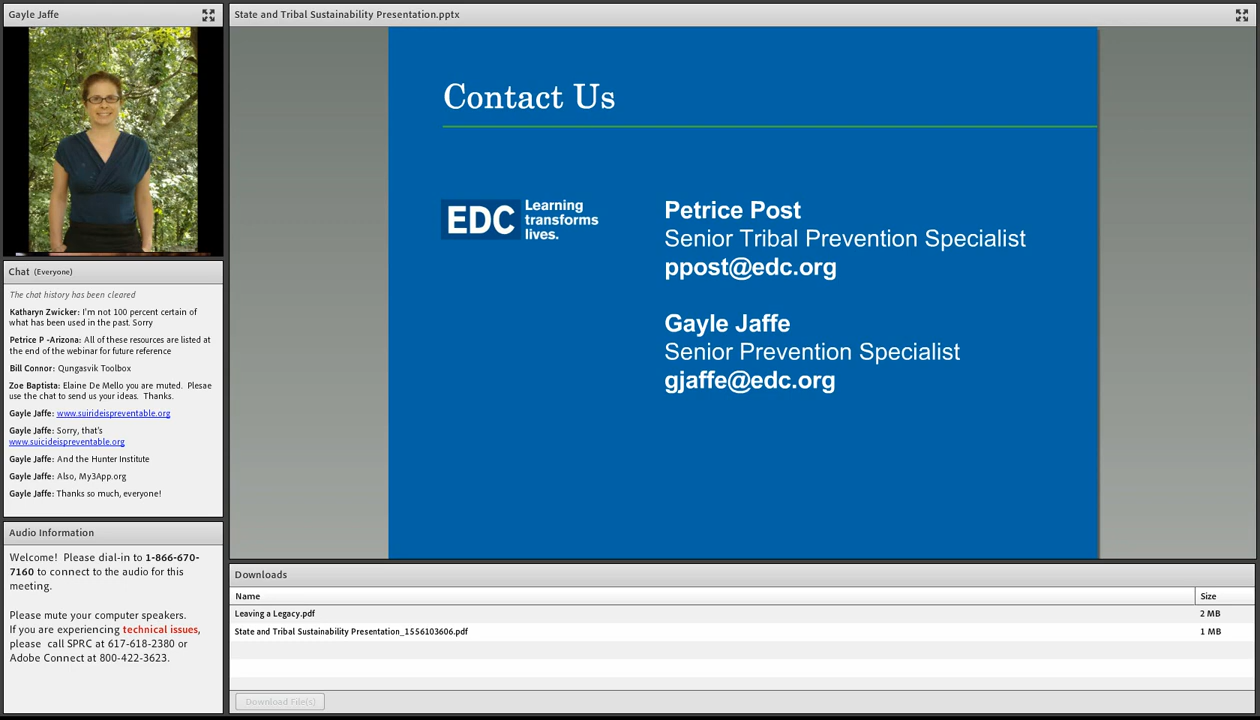 Gayle Jaffe
State and Tribal Sustainability Presentation.pptx
Contact Us
EDC
Learning
transforms
lives.
Petrice Post
Senior Tribal Prevention Specialist
ppost@edc.org
Gayle Jaffe
Senior Prevention Specialist
gjaffe@edc.org
Chat (Everyone)
The chat history has been cleared
Katharyn Zwicker: I'm not 100 percent certain of
what has been used in the past. Sorry
Petrice P -Arizona: All of these resources are listed at
the end of the webinar for future reference
Bill Connor: Qungasvik Toolbox
Zoe Baptista: Elaine De Mello you are muted. Plesae
use the chat to send us your ideas. Thanks.
Gayle Jaffe: www.suirideispreventable.org
Gayle Jaffe: Sorry, that's
www.suicideispreventable.org
Gayle Jaffe: And the Hunter Institute
Gayle Jaffe: Also, My3App.org
Gayle Jaffe: Thanks so much, everyone!
Audio Information
Welcome! Please dial-in to 1-866-670-
7160 to connect to the audio for this
meeting.
Please mute your computer speakers.
If you are experiencing technical issues,
please call SPRC at 617-618-2380 or
Adobe Connect at 800-422-3623.
Downloads
Name Size
Leaving a Legacy.pdf 2 MB
State and Tribal Sustainability Presentation_1556103606.pdf 1 MB
Download File(s)